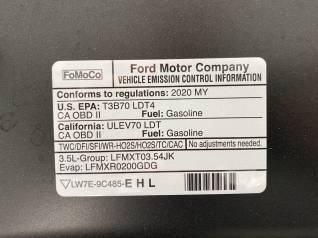 FoMoCo
Ford Motor Company
VEHICLE EMISSION CONTROL INFORMATION
Conforms to regulations: 2020 MY
U.S. EPA: T3B70 LDT4
CA OBD II Fuel: Gasoline
California: ULEV70 LDT
CA OBD II Fuel: Gasoline
TWC/DFI/SFI/WR-HO2S/HO2S/TC/CAC No adjustments needed.
3.5L-Group: LFMXT03.54JK
Evap: LFMXR0200GDG
LW7E-9C485-E H L